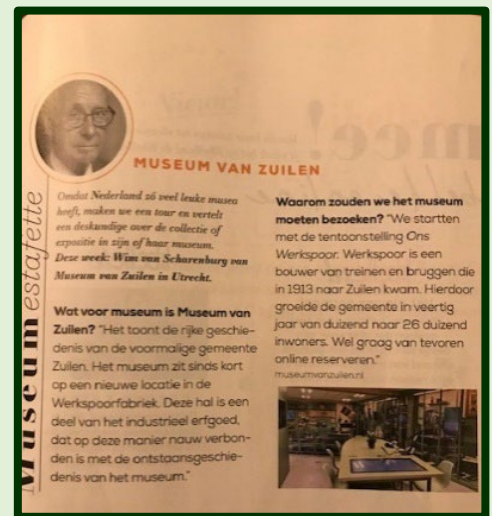 MUSEUM VAN ZUILEN
Museumestafette
Omdat Nederland zó veel leuke musea
heeft, maken we een tour en vertelt
een deskundige over de collectie of
expositie in zijn of haar museum.
Deze week: Wim van Scharenburg van
Museum van Zuilen in Utrecht.
Wat voor museum is Museum van
Zuilen? "Het toont de rijke geschie-
denis van de voormalige gemeente
Zuilen. Het museum zit sinds kort
op een nieuwe locatie in de
Werkspoorfabriek. Deze hal is een
deel van het industrieel erfgoed,
dat op deze manier nauw verbon-
den is met de ontstaansgeschie-
denis van het museum."
Waarom zouden we het museum
moeten bezoeken? "We startten
met de tentoonstelling Ons
Werkspoor. Werkspoor is een
bouwer van treinen en bruggen die
in 1913 naar Zuilen kwam. Hierdoor
groeide de gemeente in veertig
jaar van duizend naar 26 duizend
inwoners. Wel graag van tevoren
online reserveren."
museumvanzuilen.nl